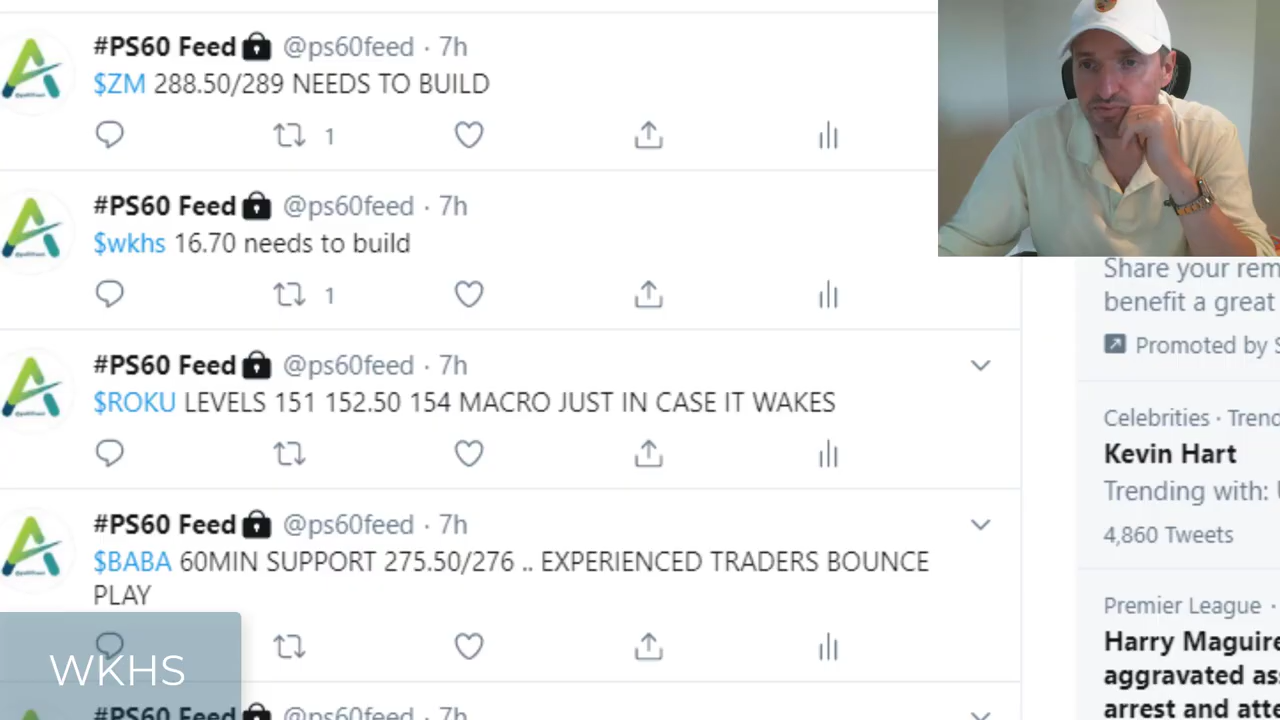 #PS60 Feed @ps60feed · 7h
$ZM 288.50/289 NEEDS TO BUILD
1
#PS60 Feed @ps60feed · 7h
$wkhs 16.70 needs to build
1
#PS60 Feed @ps60feed · 7h
$ROKU LEVELS 151 152.50 154 MACRO JUST IN CASE IT WAKES
#PS60 Feed @ps60feed · 7h
$BABA 60MIN SUPPORT 275.50/276 .. EXPERIENCED TRADERS BOUNCE
PLAY
#PS60 Feed @ps60feed · 7h
WKHS
Share your rem
benefit a great
Promoted by S
Celebrities · Trend
Kevin Hart
Trending with:
4,860 Tweets
Premier League ·
Harry Maguire
aggravated as
arrest and atte